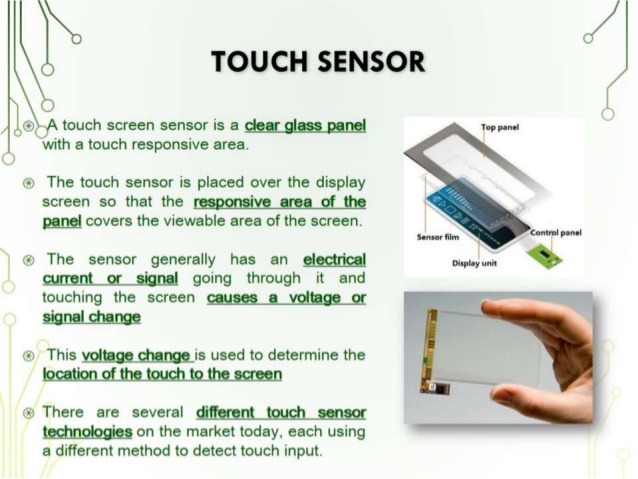 TOUCH SENSOR
A touch screen sensor is a clear glass panel
with a touch responsive area.
The touch sensor is placed over the display
screen so that the responsive area of the
panel covers the viewable area of the screen.
The sensor generally has an electrical
current or signal going through it and
touching the screen causes a voltage or
signal change
This voltage change is used to determine the
location of the touch to the screen
There are several different touch sensor
technologies on the market today, each using
a different method to detect touch input.
Top panel
Sensor film
Control panel
Display unit